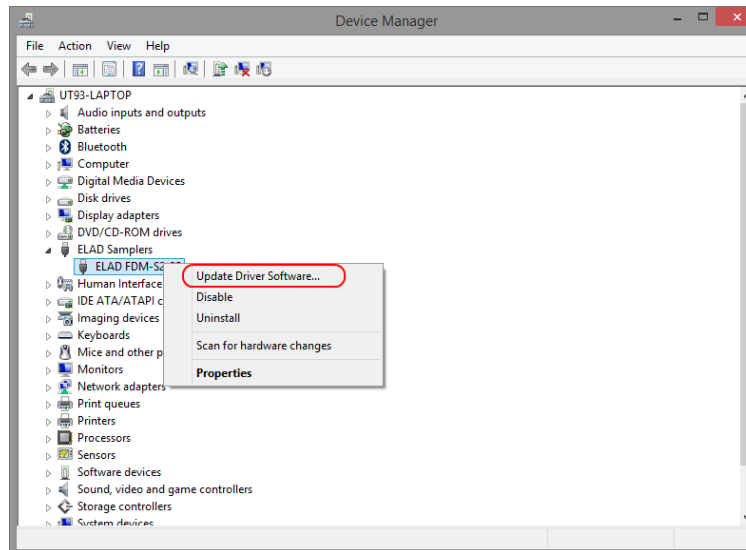 Device Manager
File Action View Help
UT93-LAPTOP
Audio inputs and outputs
Batteries
Bluetooth
Computer
Digital Media Devices
Disk drives
Display adapters
DVD/CD-ROM drives
ELAD Samplers
ELAD FDM-S2
Update Driver Software...
Disable
Uninstall
Scan for hardware changes
Properties
Human Interface
IDE ATA/ATAPI c
Imaging devices
Keyboards
Mice and other p
Monitors
Network adapters
Print queues
Printers
Processors
Sensors
Software devices
Sound, video and game controllers
Storage controllers
System devices